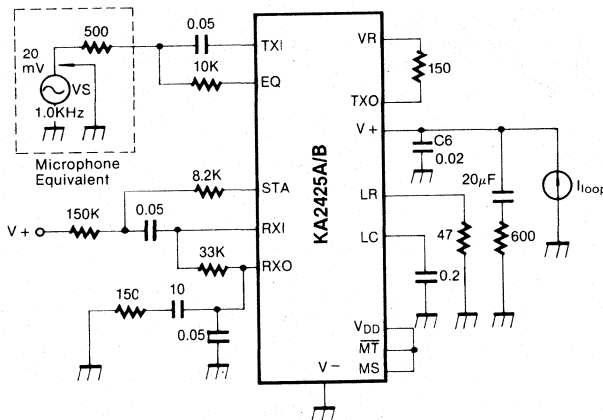 500
20
mV
VS
1.0KHz
Microphone
Equivalent
0.05
10K
TXI
EQ
8.2K
STA
V +
150K
0.05
RXI
33K
RXO
150
10
0.05
KA2425A/B
V −
VR
150
TXO
V +
C6
0.02
20μF
Iloop
LR
47
600
LC
0.2
VDD
MT
MS